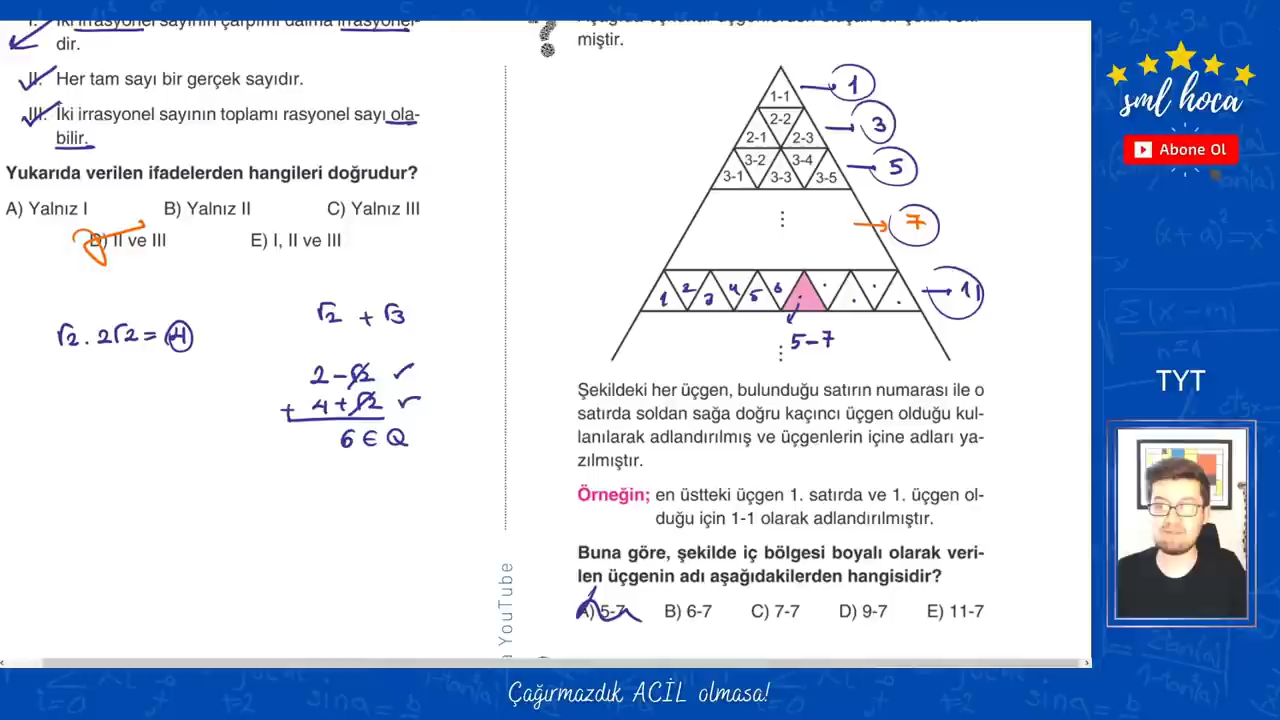 I. İki irrasyonel sayının çarpımı daima irrasyonel-
dir.
II. Her tam sayı bir gerçek sayıdır.
III. İki irrasyonel sayının toplamı rasyonel sayı ola-
bilir.
Yukarıda verilen ifadelerden hangileri doğrudur?
A) Yalnız I B) Yalnız II C) Yalnız III
D) II ve III E) I, II ve III
√2 . 2√2 = 4
√2 + √3
2 - √2 ✓
+ 4 + √2 ✓
6 ∈ Q
YouTube
?
miştir.
1-1 → 1
2-2
2-1 2-3 → 3
3-2 3-4
3-1 3-3 3-5 → 5
⋮ → 7
1 2 3 4 5 6 . . . . . → 11
5-7
⋮
Şekildeki her üçgen, bulunduğu satırın numarası ile o
satırda soldan sağa doğru kaçıncı üçgen olduğu kul-
lanılarak adlandırılmış ve üçgenlerin içine adları ya-
zılmıştır.
Örneğin; en üstteki üçgen 1. satırda ve 1. üçgen ol-
duğu için 1-1 olarak adlandırılmıştır.
Buna göre, şekilde iç bölgesi boyalı olarak veri-
len üçgenin adı aşağıdakilerden hangisidir?
A) 5-7 B) 6-7 C) 7-7 D) 9-7 E) 11-7
sml hoca
Abone Ol
TYT
Çağırmazdık ACİL olmasa!